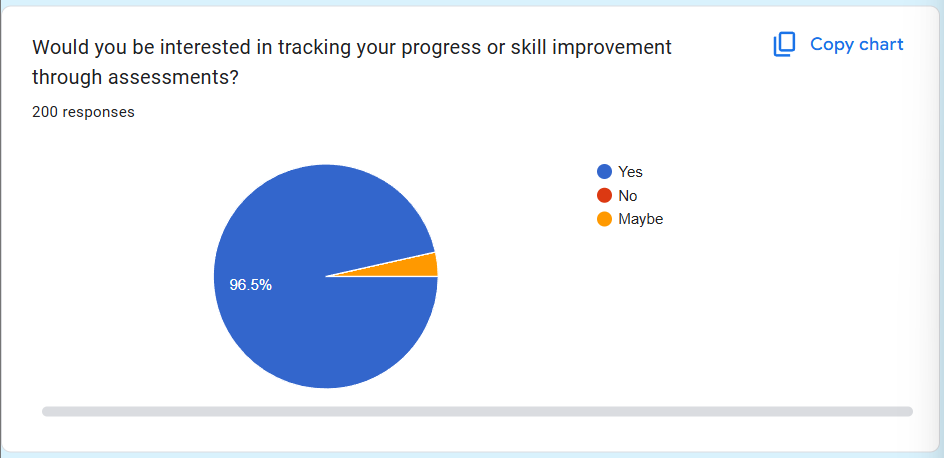 Would you be interested in tracking your progress or skill improvement
through assessments?
Copy chart
200 responses
Yes
No
Maybe
96.5%